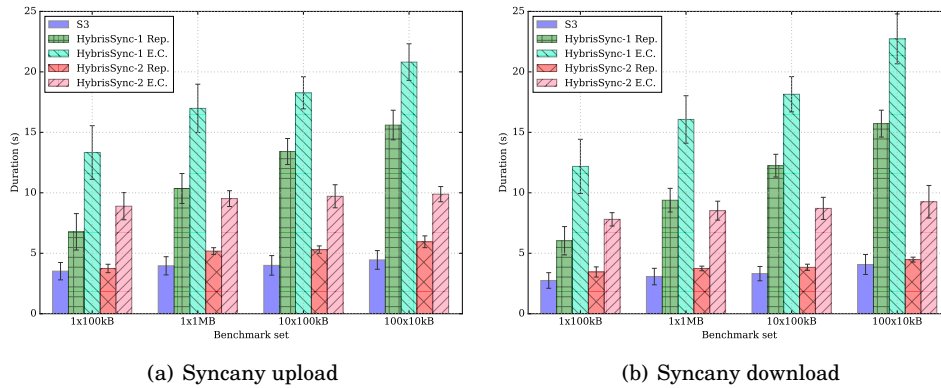 25
20
15
10
5
0
Duration (s)
S3
HybrisSync-1 Rep.
HybrisSync-1 E.C.
HybrisSync-2 Rep.
HybrisSync-2 E.C.
1x100kB 1x1MB 10x100kB 100x10kB
Benchmark set
(a) Syncany upload
25
20
15
10
5
0
Duration (s)
S3
HybrisSync-1 Rep.
HybrisSync-1 E.C.
HybrisSync-2 Rep.
HybrisSync-2 E.C.
1x100kB 1x1MB 10x100kB 100x10kB
Benchmark set
(b) Syncany download